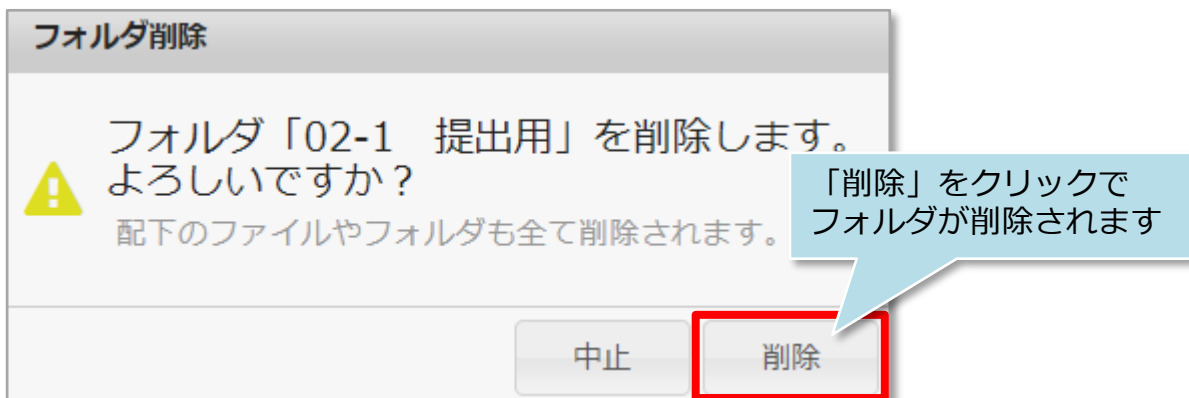 フォルダ削除
フォルダ「02-1　提出用」を削除します。
よろしいですか？
配下のファイルやフォルダも全て削除されます。
「削除」をクリックで
フォルダが削除されます
中止
削除